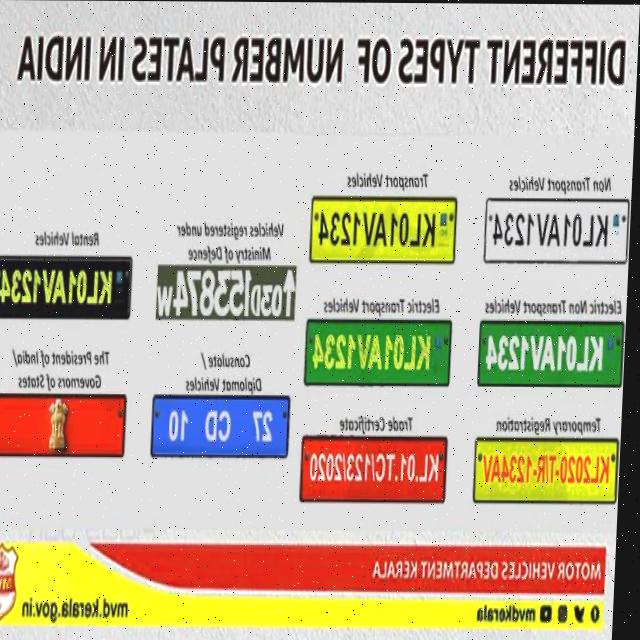 DIFFERENT TYPES OF NUMBER PLATES IN INDIA
Non Transport Vehicles
KL01AV1234
Transport Vehicles
KL01AV1234
Vehicles registered under
Ministry of Defence
↑03D153874W
Rental Vehicles
KL01AV1234
Electric Non Transport Vehicles
KL01AV1234
Electric Transport Vehicles
KL01AV1234
Consulate /
Diplomat Vehicles
27 CD 10
The President of India/
Governors of States
Temporary Registration
KL2020-T/R-1234AV
Trade Certificate
KL.01.TC/123/2020
MOTOR VEHICLES DEPARTMENT KERALA
mvdkerala
mvd.kerala.gov.in